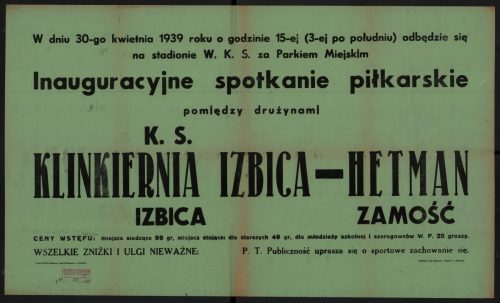 W dniu 30-go kwietnia 1939 roku o godzinie 15-ej (3-ej po południu) odbędzie się
na stadionie W. K. S. za Parkiem Miejskim
Inauguracyjne spotkanie piłkarskie
pomiędzy drużynami
K. S.
KLINKIERNIA IZBICA — HETMAN
IZBICA ZAMOŚĆ
CENY WSTĘPU: miejsca siedzące 99 gr, miejsca stojące: dla starszych 49 gr, dla młodzieży szkolnej i szeregowców W. P. 25 groszy.
WSZELKIE ZNIŻKI I ULGI NIEWAŻNE: P. T. Publiczność uprasza się o sportowe zachowanie się.